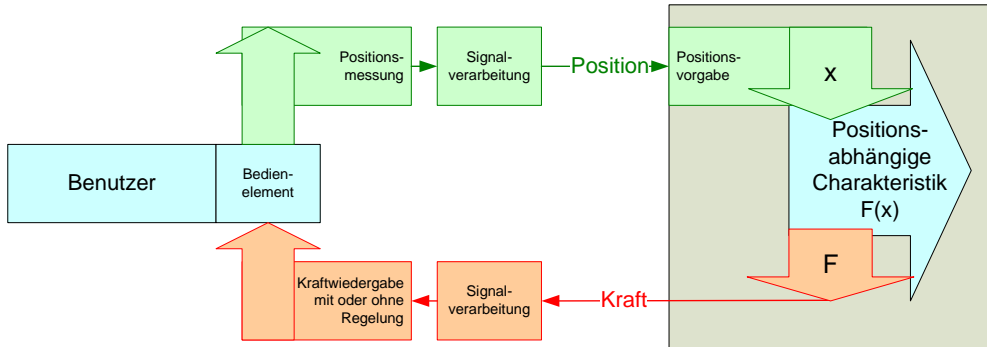 Positions-
messung
Signal-
verarbeitung
Position
Positions-
vorgabe
x
Benutzer
Bedien-
element
Positions-
abhängige
Charakteristik
F(x)
Kraftwiedergabe
mit oder ohne
Regelung
Signal-
verarbeitung
Kraft
F